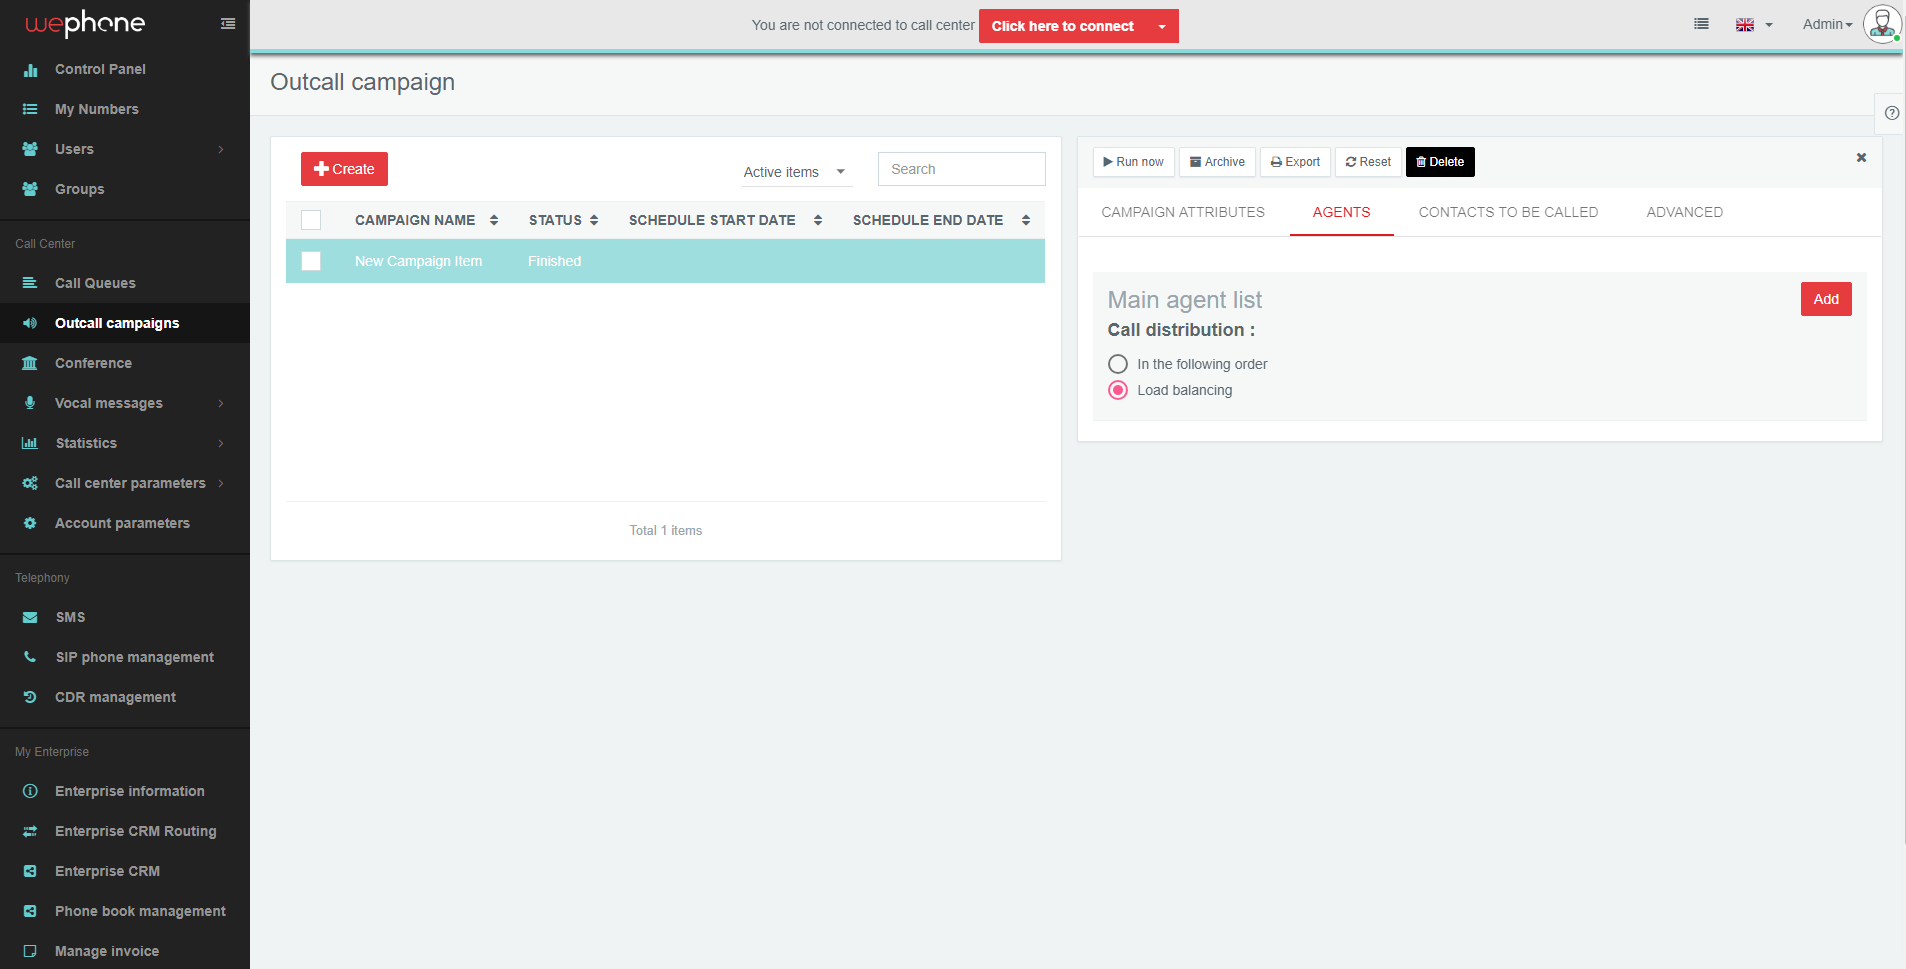 wephone
Control Panel
My Numbers
Users
Groups
Call Center
Call Queues
Outcall campaigns
Conference
Vocal messages
Statistics
Call center parameters
Account parameters
Telephony
SMS
SIP phone management
CDR management
My Enterprise
Enterprise information
Enterprise CRM Routing
Enterprise CRM
Phone book management
Manage invoice
You are not connected to call center Click here to connect
Admin
Outcall campaign
Create
Active items
Search
CAMPAIGN NAME STATUS SCHEDULE START DATE SCHEDULE END DATE
New Campaign Item Finished
Total 1 items
Run now Archive Export Reset Delete
CAMPAIGN ATTRIBUTES AGENTS CONTACTS TO BE CALLED ADVANCED
Main agent list
Add
Call distribution :
In the following order
Load balancing